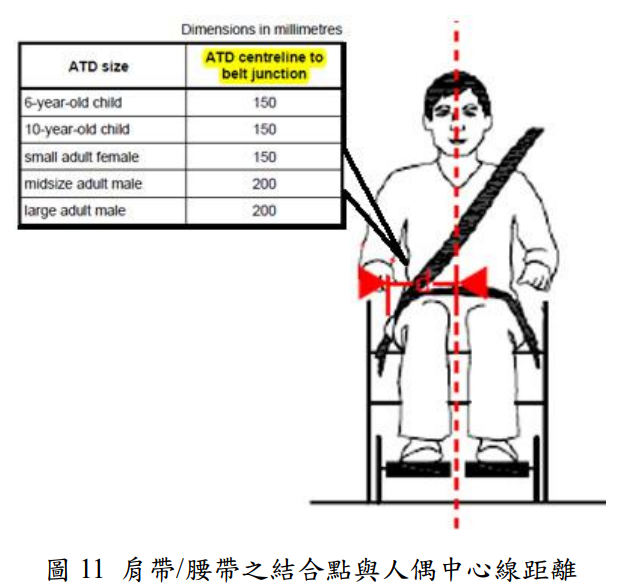 Dimensions in millimetres
ATD size ATD centreline to belt junction
6-year-old child 150
10-year-old child 150
small adult female 150
midsize adult male 200
large adult male 200
d
圖 11 肩帶/腰帶之結合點與人偶中心線距離